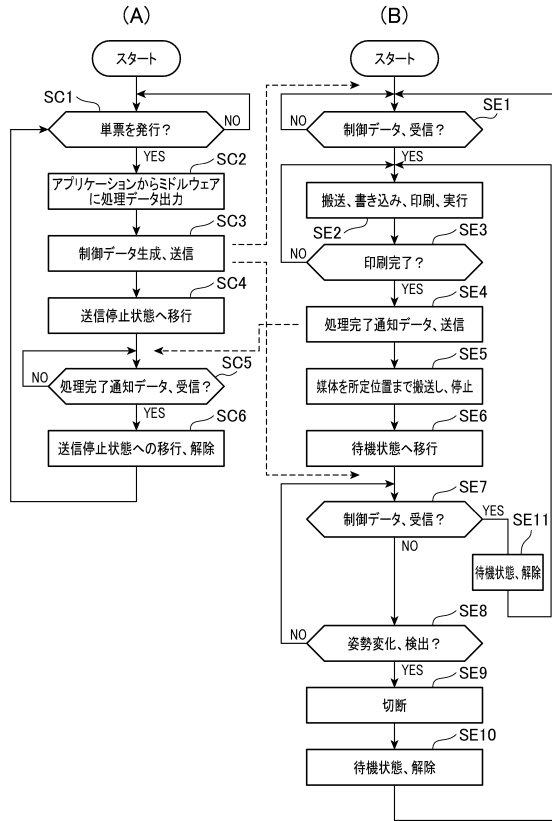 (A)
スタート
SC1
単票を発行？
NO
YES
SC2
アプリケーションからミドルウェア
に処理データ出力
SC3
制御データ生成、送信
SC4
送信停止状態へ移行
NO
処理完了通知データ、受信？
SC5
YES
SC6
送信停止状態への移行、解除
(B)
スタート
SE1
制御データ、受信？
NO
YES
搬送、書き込み、印刷、実行
SE2
SE3
NO
印刷完了？
YES
SE4
処理完了通知データ、送信
SE5
媒体を所定位置まで搬送し、停止
SE6
待機状態へ移行
SE7
制御データ、受信？
YES
SE11
NO
待機状態、解除
SE8
NO
姿勢変化、検出？
YES
SE9
切断
SE10
待機状態、解除